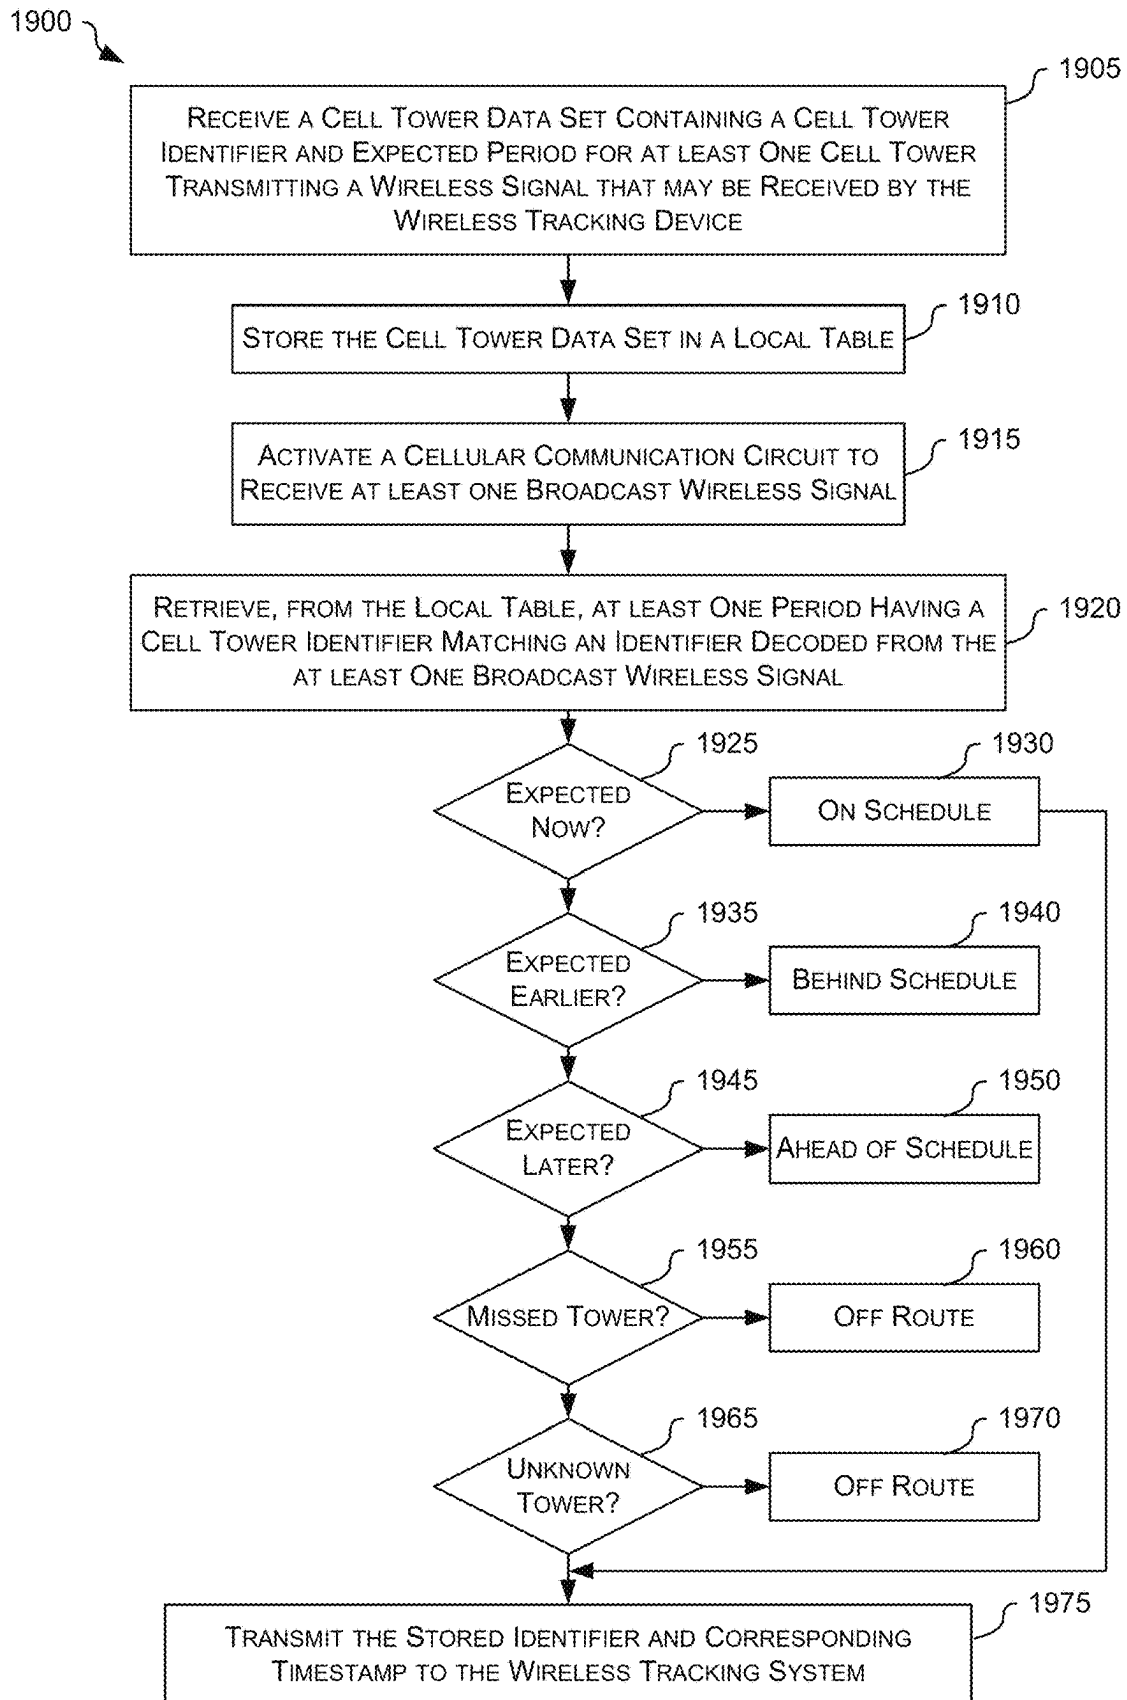 1900
1905
RECEIVE A CELL TOWER DATA SET CONTAINING A CELL TOWER
IDENTIFIER AND EXPECTED PERIOD FOR AT LEAST ONE CELL TOWER
TRANSMITTING A WIRELESS SIGNAL THAT MAY BE RECEIVED BY THE
WIRELESS TRACKING DEVICE
1910
STORE THE CELL TOWER DATA SET IN A LOCAL TABLE
1915
ACTIVATE A CELLULAR COMMUNICATION CIRCUIT TO
RECEIVE AT LEAST ONE BROADCAST WIRELESS SIGNAL
1920
RETRIEVE, FROM THE LOCAL TABLE, AT LEAST ONE PERIOD HAVING A
CELL TOWER IDENTIFIER MATCHING AN IDENTIFIER DECODED FROM THE
AT LEAST ONE BROADCAST WIRELESS SIGNAL
1925
EXPECTED
NOW?
1930
ON SCHEDULE
1935
EXPECTED
EARLIER?
1940
BEHIND SCHEDULE
1945
EXPECTED
LATER?
1950
AHEAD OF SCHEDULE
1955
MISSED TOWER?
1960
OFF ROUTE
1965
UNKNOWN
TOWER?
1970
OFF ROUTE
1975
TRANSMIT THE STORED IDENTIFIER AND CORRESPONDING
TIMESTAMP TO THE WIRELESS TRACKING SYSTEM